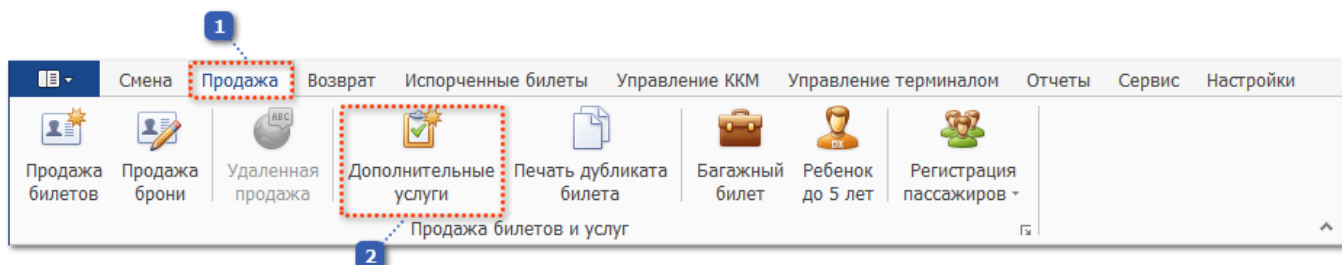 1
Смена Продажа Возврат Испорченные билеты Управление ККМ Управление терминалом Отчеты Сервис Настройки
ABC
DX
Продажа Продажа Удаленная Дополнительные Печать дубликата Багажный Ребенок Регистрация
билетов брони продажа услуги билета билет до 5 лет пассажиров
Продажа билетов и услуг
2